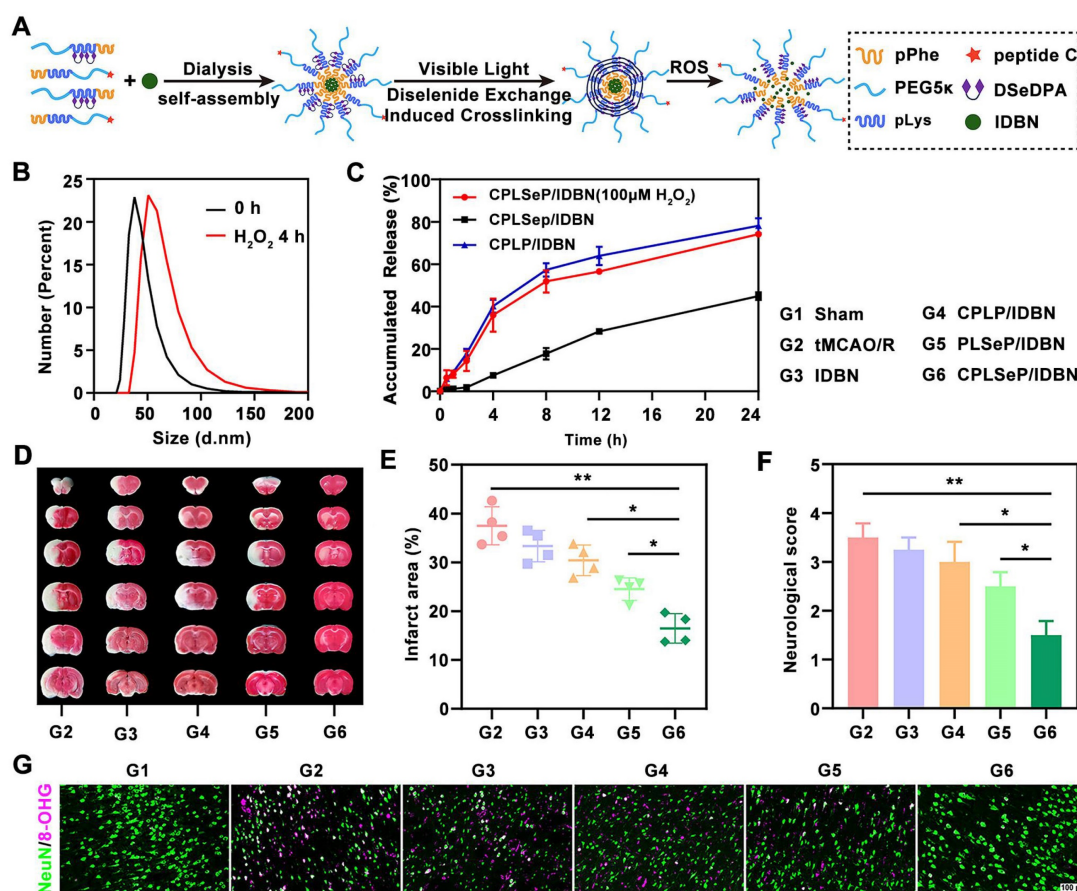 A
+
Dialysis
self-assembly
Visible Light
Diselenide Exchange
Induced Crosslinking
ROS
pPhe
peptide C
PEG5κ
DSeDPA
pLys
IDBN
B
Number (Percent)
25
20
15
10
5
0
0 h
H₂O₂ 4 h
0 50 100 150 200
Size (d.nm)
C
Accumulated Release (%)
100
80
60
40
20
0
CPLSeP/IDBN(100μM H₂O₂)
CPLSep/IDBN
CPLP/IDBN
0 4 8 12 16 20 24
Time (h)
G1 Sham
G4 CPLP/IDBN
G2 tMCAO/R
G5 PLSeP/IDBN
G3 IDBN
G6 CPLSeP/IDBN
D
G2 G3 G4 G5 G6
E
Infarct area (%)
50
40
30
20
10
0
**
*
*
G2 G3 G4 G5 G6
F
Neurological score
5
4
3
2
1
0
**
*
*
G2 G3 G4 G5 G6
G
G1 G2 G3 G4 G5 G6
NeuN/8-OHG
100